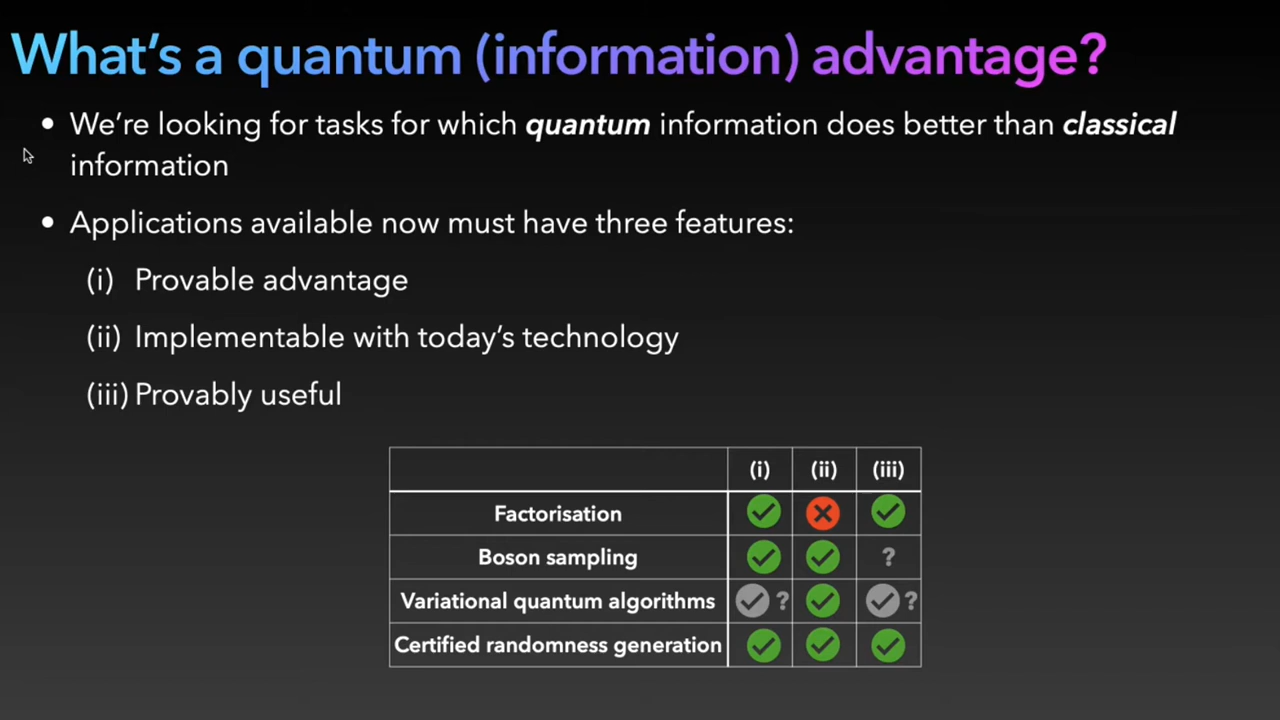 What's a quantum (information) advantage?
• We're looking for tasks for which quantum information does better than classical
information
• Applications available now must have three features:
(i) Provable advantage
(ii) Implementable with today's technology
(iii) Provably useful
(i) (ii) (iii)
Factorisation
Boson sampling ?
Variational quantum algorithms ? ?
Certified randomness generation